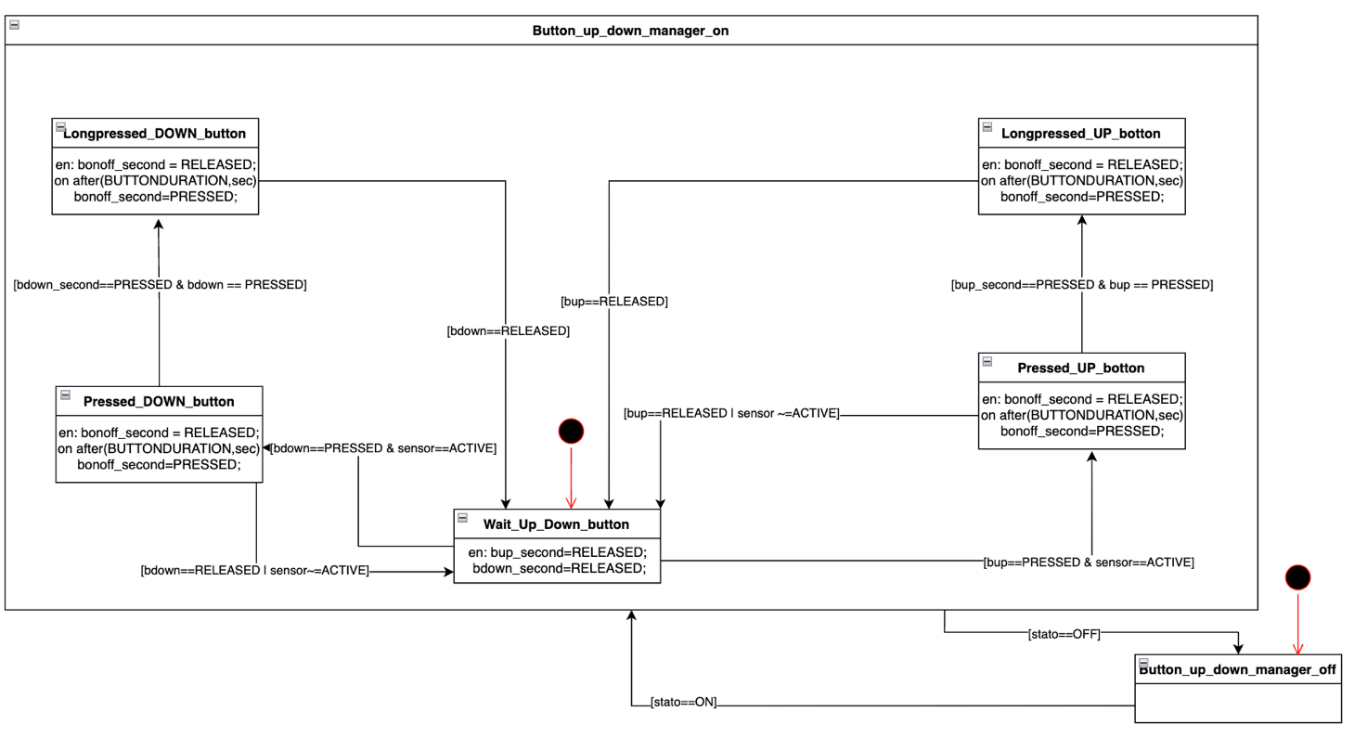 Button_up_down_manager_on
Longpressed_DOWN_button
en: bonoff_second = RELEASED;
on after(BUTTONDURATION,sec)
bonoff_second=PRESSED;
Longpressed_UP_botton
en: bonoff_second = RELEASED;
on after(BUTTONDURATION,sec)
bonoff_second=PRESSED;
[bdown_second==PRESSED & bdown == PRESSED]
[bup_second==PRESSED & bup == PRESSED]
[bup==RELEASED]
[bdown==RELEASED]
Pressed_DOWN_button
en: bonoff_second = RELEASED;
on after(BUTTONDURATION,sec)
bonoff_second=PRESSED;
Pressed_UP_botton
en: bonoff_second = RELEASED;
on after(BUTTONDURATION,sec)
bonoff_second=PRESSED;
[bup==RELEASED | sensor ~=ACTIVE]
[bdown==PRESSED & sensor==ACTIVE]
Wait_Up_Down_button
en: bup_second=RELEASED;
bdown_second=RELEASED;
[bdown==RELEASED | sensor~=ACTIVE]
[bup==PRESSED & sensor==ACTIVE]
[stato==OFF]
Button_up_down_manager_off
[stato==ON]